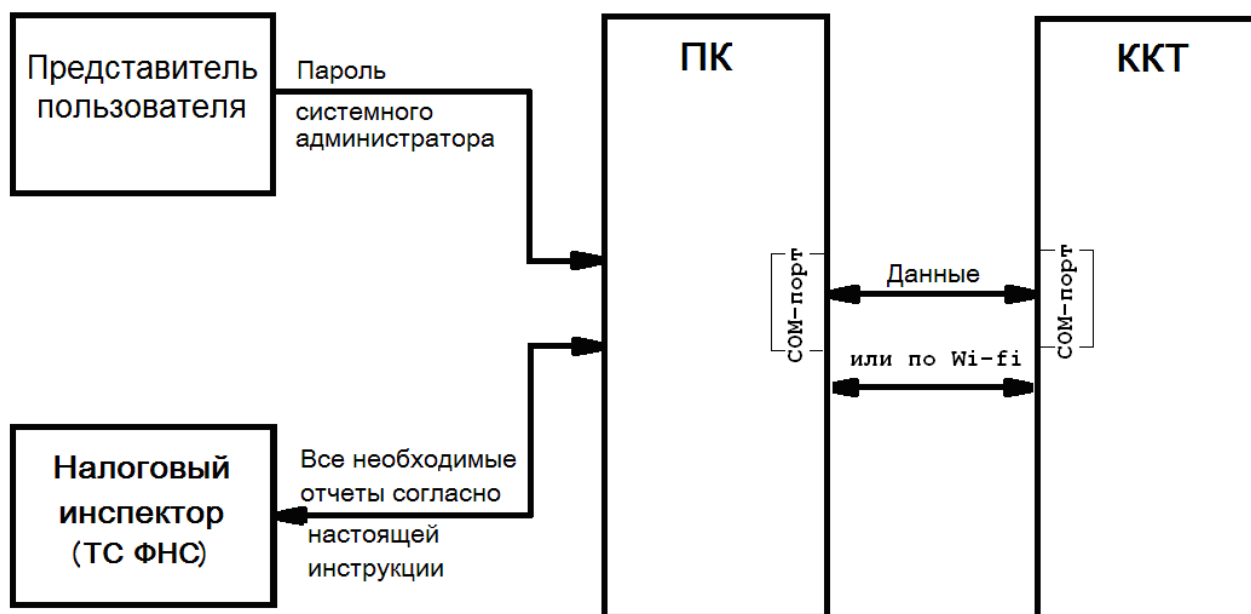 Представитель
пользователя
Пароль
системного
администратора
ПК
ККТ
COM-порт
Данные
COM-порт
или по Wi-fi
Налоговый
инспектор
(ТС ФНС)
Все необходимые
отчеты согласно
настоящей
инструкции